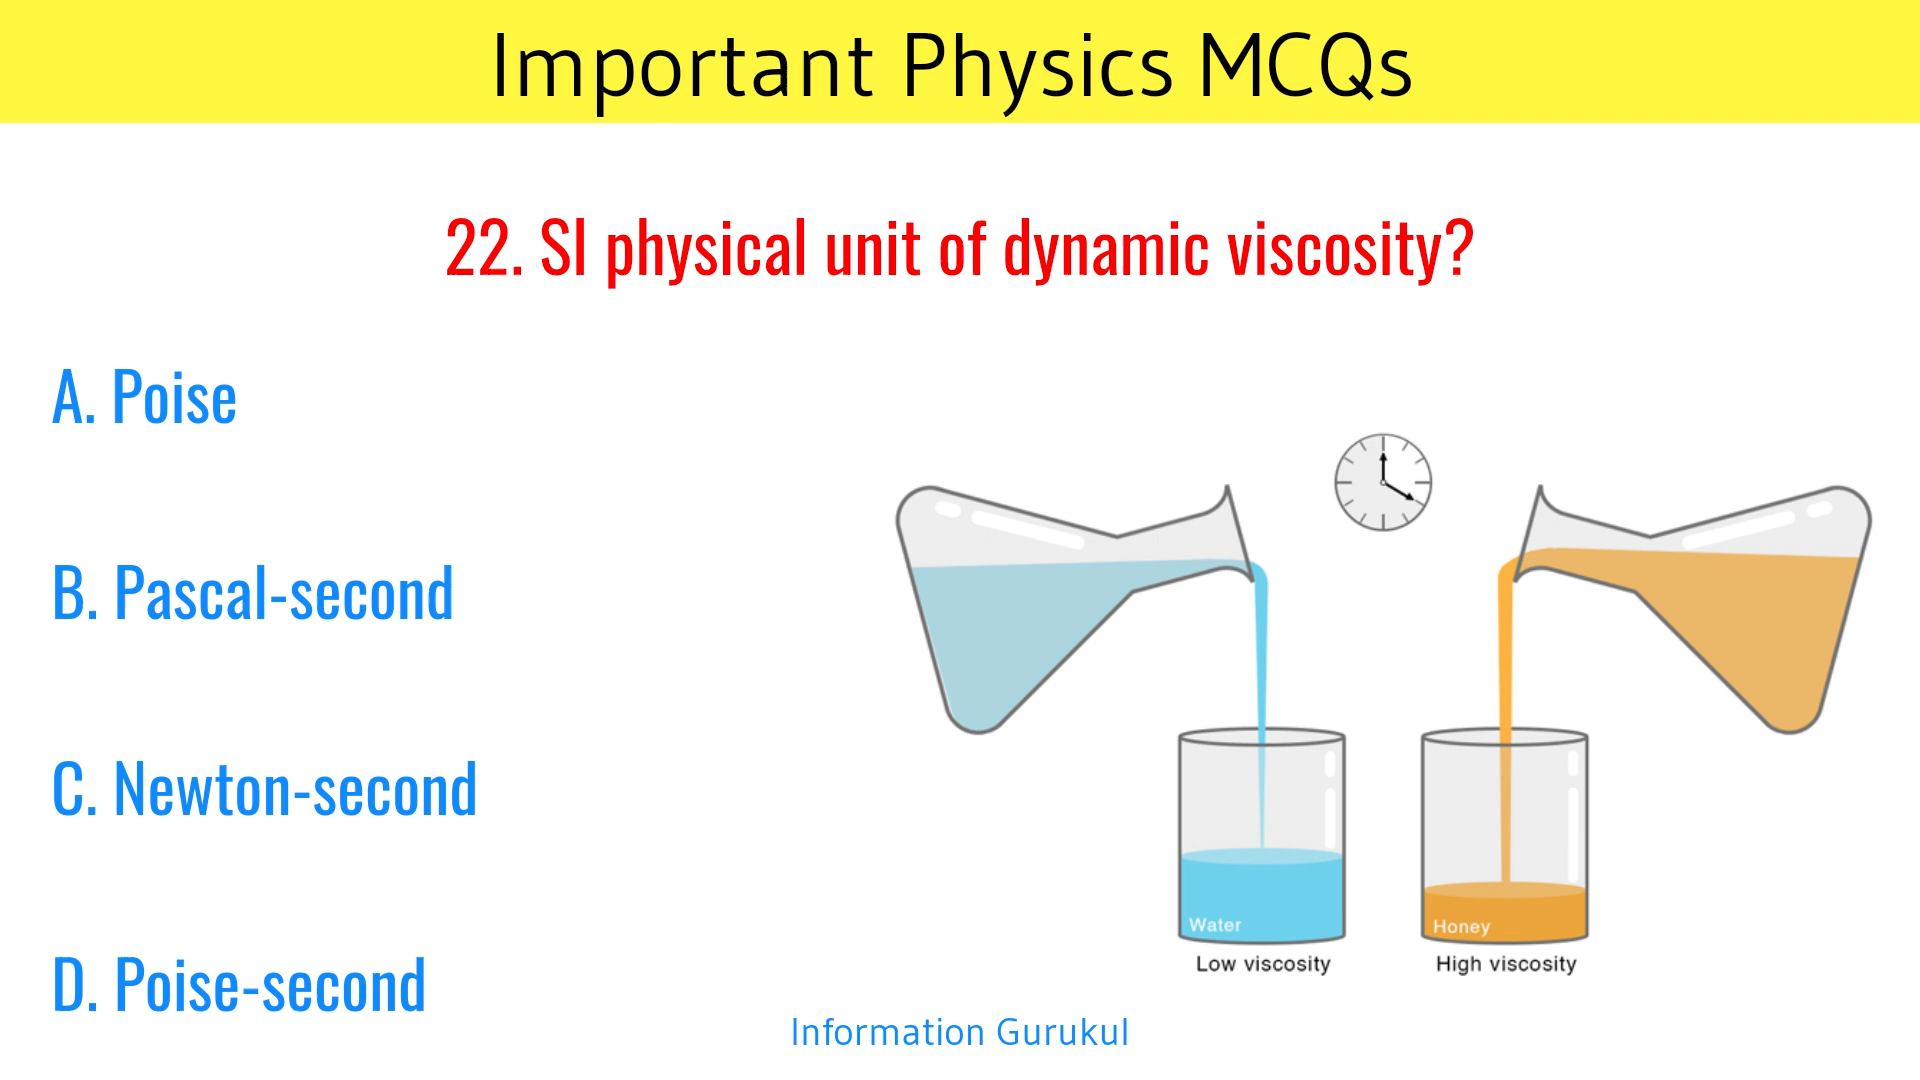 Important Physics MCQs
22. SI physical unit of dynamic viscosity?
A. Poise
B. Pascal-second
C. Newton-second
D. Poise-second
Water
Honey
Low viscosity
High viscosity
Information Gurukul